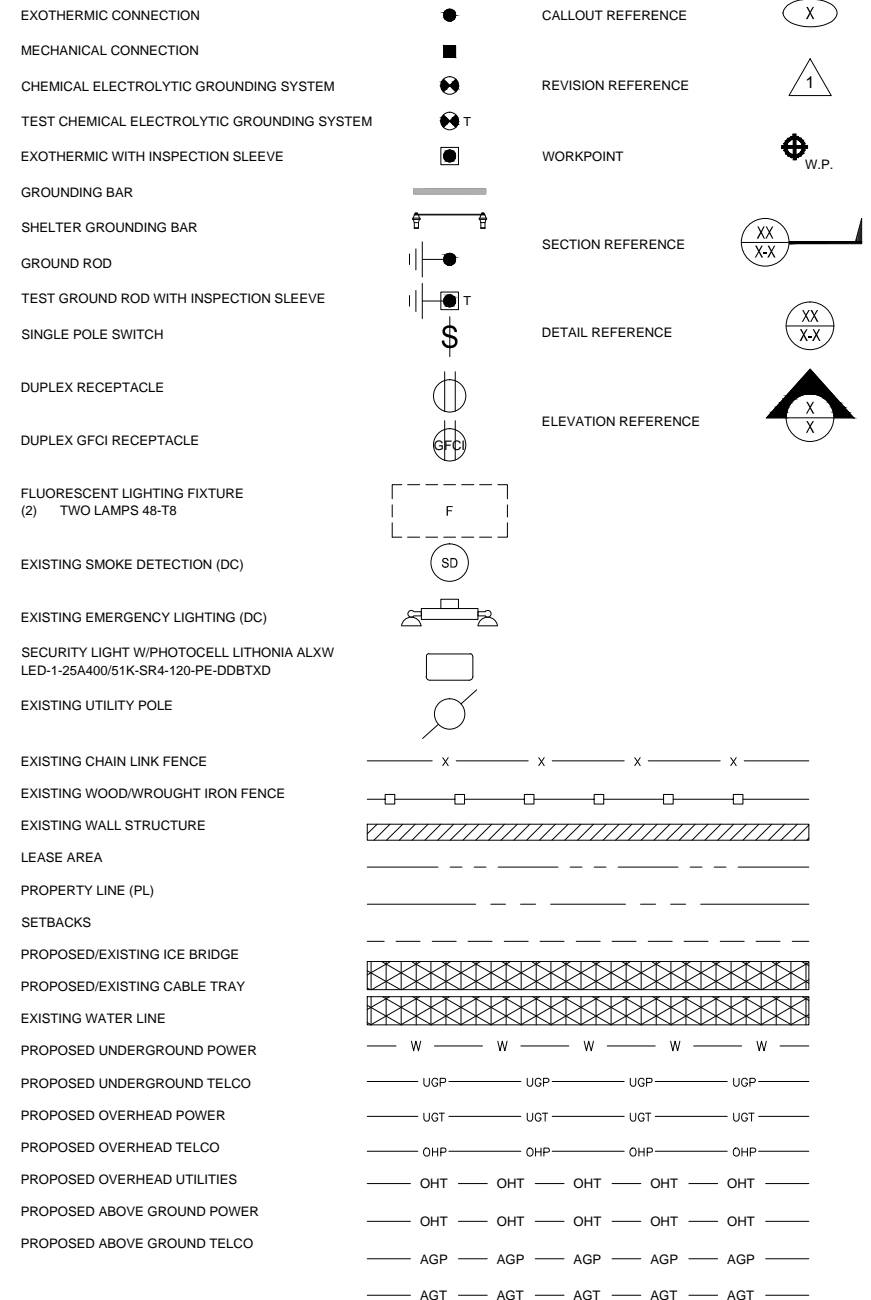 EXOTHERMIC CONNECTION
MECHANICAL CONNECTION
CHEMICAL ELECTROLYTIC GROUNDING SYSTEM
TEST CHEMICAL ELECTROLYTIC GROUNDING SYSTEM T
EXOTHERMIC WITH INSPECTION SLEEVE
GROUNDING BAR
SHELTER GROUNDING BAR
GROUND ROD
TEST GROUND ROD WITH INSPECTION SLEEVE T
SINGLE POLE SWITCH $
DUPLEX RECEPTACLE
DUPLEX GFCI RECEPTACLE GFCI
FLUORESCENT LIGHTING FIXTURE
(2) TWO LAMPS 48-T8
F
EXISTING SMOKE DETECTION (DC) SD
EXISTING EMERGENCY LIGHTING (DC)
SECURITY LIGHT W/PHOTOCELL LITHONIA ALXW
LED-1-25A400/51K-SR4-120-PE-DDBTXD
EXISTING UTILITY POLE
CALLOUT REFERENCE X
REVISION REFERENCE 1
WORKPOINT W.P.
SECTION REFERENCE XX
X-X
DETAIL REFERENCE XX
X-X
ELEVATION REFERENCE X
X
EXISTING CHAIN LINK FENCE
EXISTING WOOD/WROUGHT IRON FENCE
EXISTING WALL STRUCTURE
LEASE AREA
PROPERTY LINE (PL)
SETBACKS
PROPOSED/EXISTING ICE BRIDGE
PROPOSED/EXISTING CABLE TRAY
EXISTING WATER LINE
PROPOSED UNDERGROUND POWER
PROPOSED UNDERGROUND TELCO
PROPOSED OVERHEAD POWER
PROPOSED OVERHEAD TELCO
PROPOSED OVERHEAD UTILITIES
PROPOSED ABOVE GROUND POWER
PROPOSED ABOVE GROUND TELCO
X X X X
W W W W W
UGP UGP UGP UGP
UGT UGT UGT UGT
OHP OHP OHP OHP
OHT OHT OHT OHT OHT
OHT OHT OHT OHT OHT
AGP AGP AGP AGP AGP
AGT AGT AGT AGT AGT